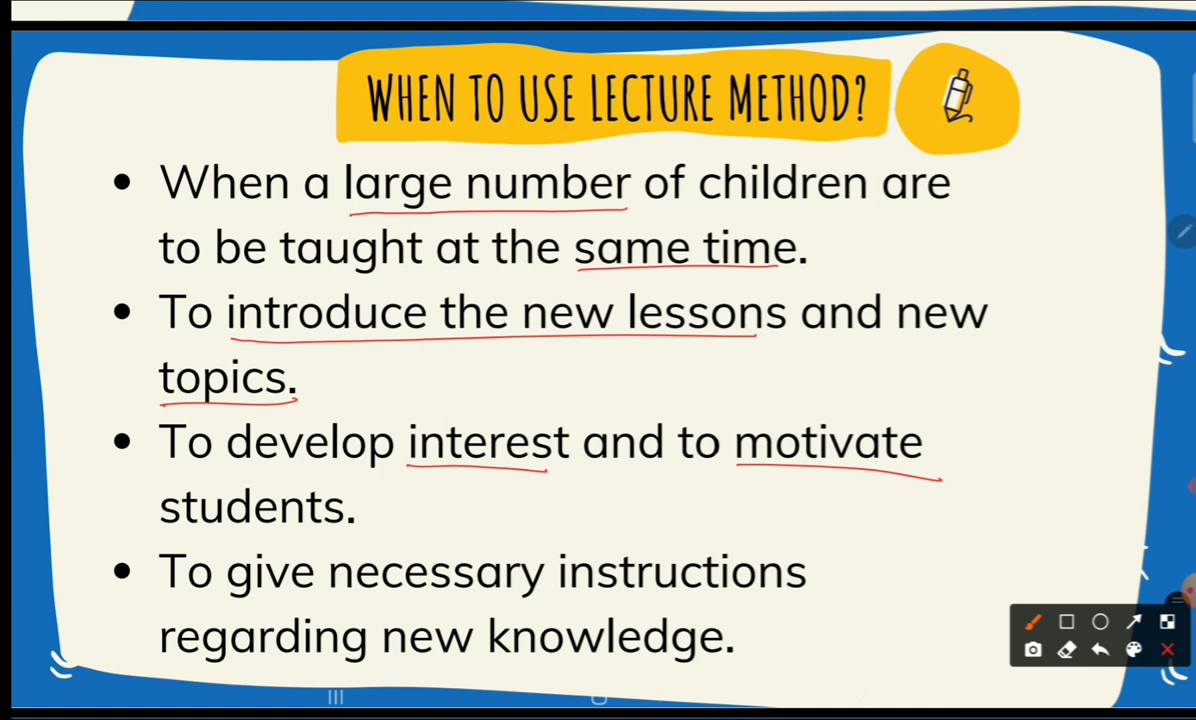 WHEN TO USE LECTURE METHOD?
• When a large number of children are
to be taught at the same time.
• To introduce the new lessons and new
topics.
• To develop interest and to motivate
students.
• To give necessary instructions
regarding new knowledge.